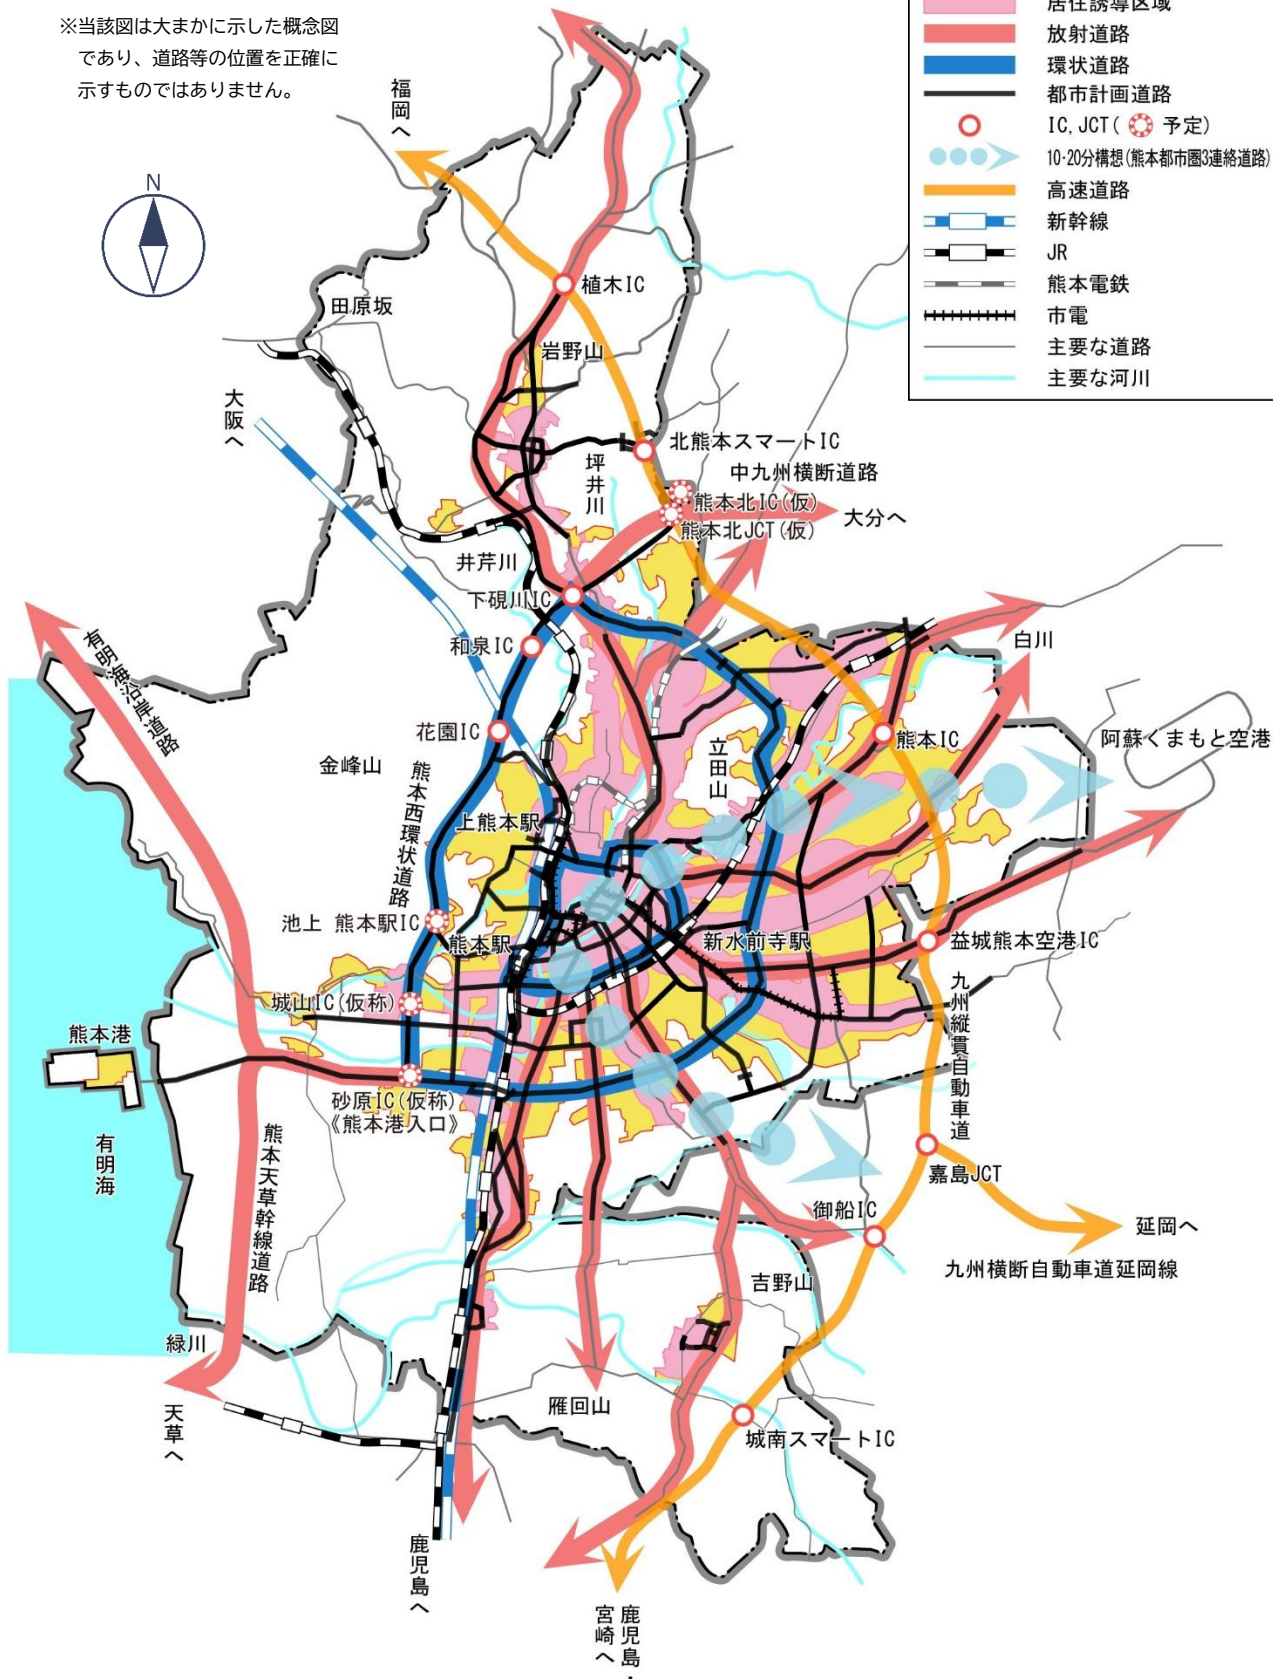 ※当該図は大まかに示した概念図
であり、道路等の位置を正確に
示すものではありません。
居住誘導区域
放射道路
環状道路
都市計画道路
IC, JCT( 予定)
10・20分構想(熊本都市圏3連絡道路)
高速道路
新幹線
JR
熊本電鉄
市電
主要な道路
主要な河川
N
福岡へ
植木IC
田原坂
岩野山
大阪へ
北熊本スマートIC
坪井川
中九州横断道路
熊本北IC(仮)
大分へ
熊本北JCT(仮)
井芹川
下硯川IC
和泉IC
白川
有明海沿岸道路
花園IC
熊本IC
阿蘇くまもと空港
金峰山
立田山
熊本西環状道路
上熊本駅
池上 熊本駅IC
熊本駅
新水前寺駅
益城熊本空港IC
九州縦貫自動車道
城山IC(仮称)
熊本港
砂原IC(仮称)
《熊本港入口》
有明海
熊本天草幹線道路
嘉島JCT
御船IC
延岡へ
九州横断自動車道延岡線
吉野山
緑川
天草へ
雁回山
城南スマートIC
鹿児島へ
鹿児島・
宮崎へ